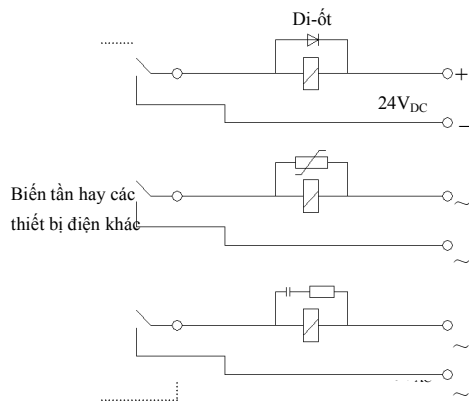 Di-ốt
+
24V_DC
−
Biến tần hay các
thiết bị điện khác
~
~
~
~